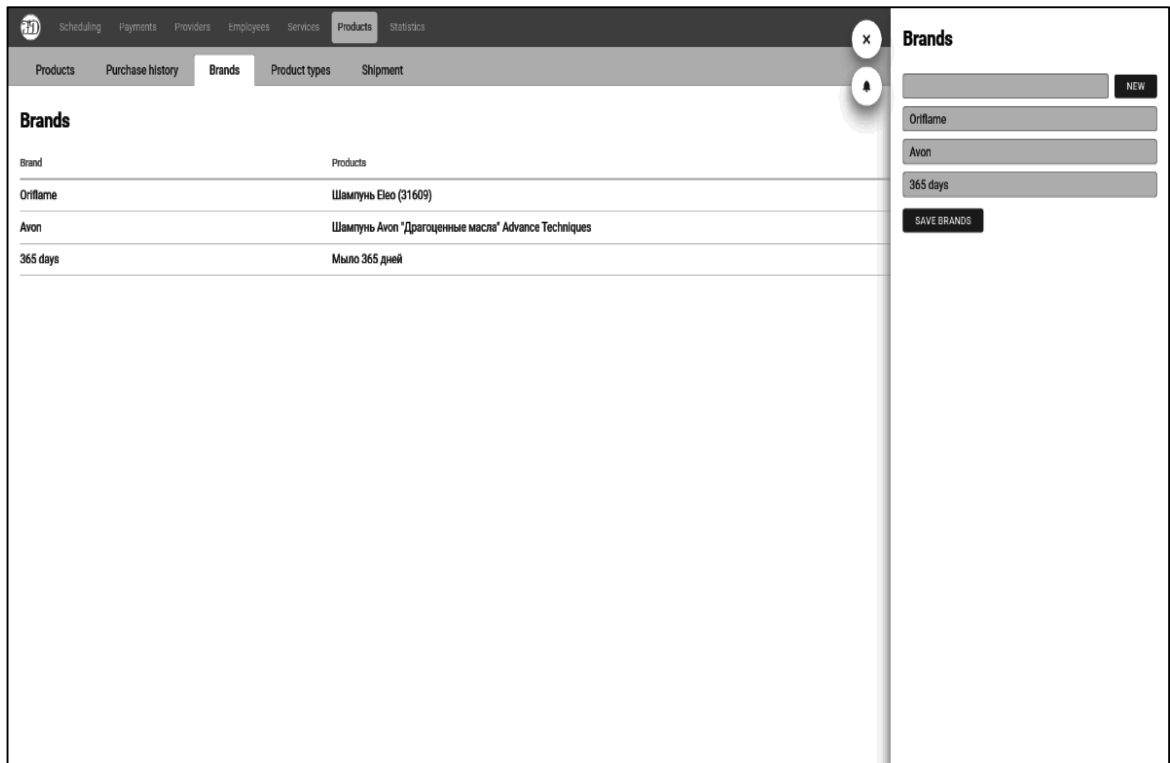 Scheduling Payments Providers Employees Services Products Statistics
Products Purchase history Brands Product types Shipment
Brands
Brand Products
Oriflame Шампунь Eleo (31609)
Avon Шампунь Avon "Драгоценные масла" Advance Techniques
365 days Мыло 365 дней
Brands
NEW
Oriflame
Avon
365 days
SAVE BRANDS